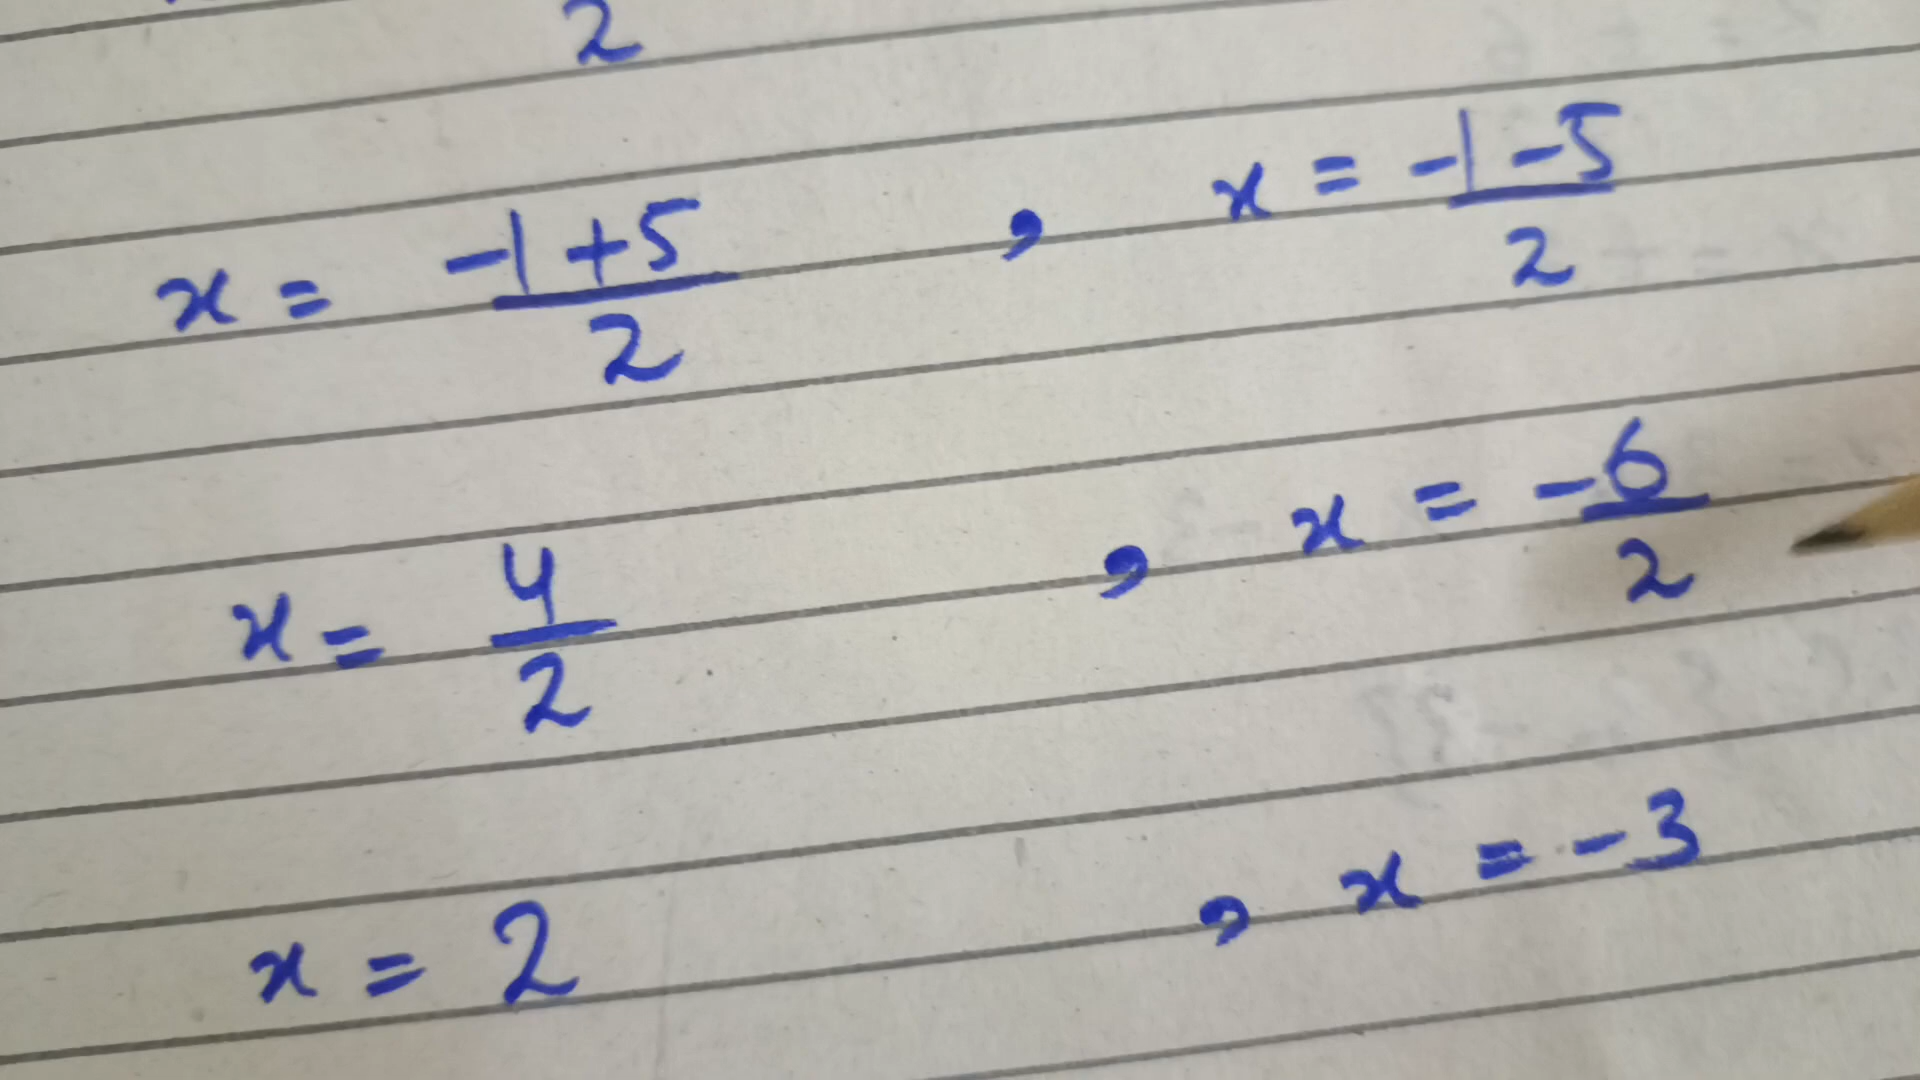 2
x = -1+5/2 , x = -1-5/2
x = 4/2 , x = -6/2
x = 2 , x = -3